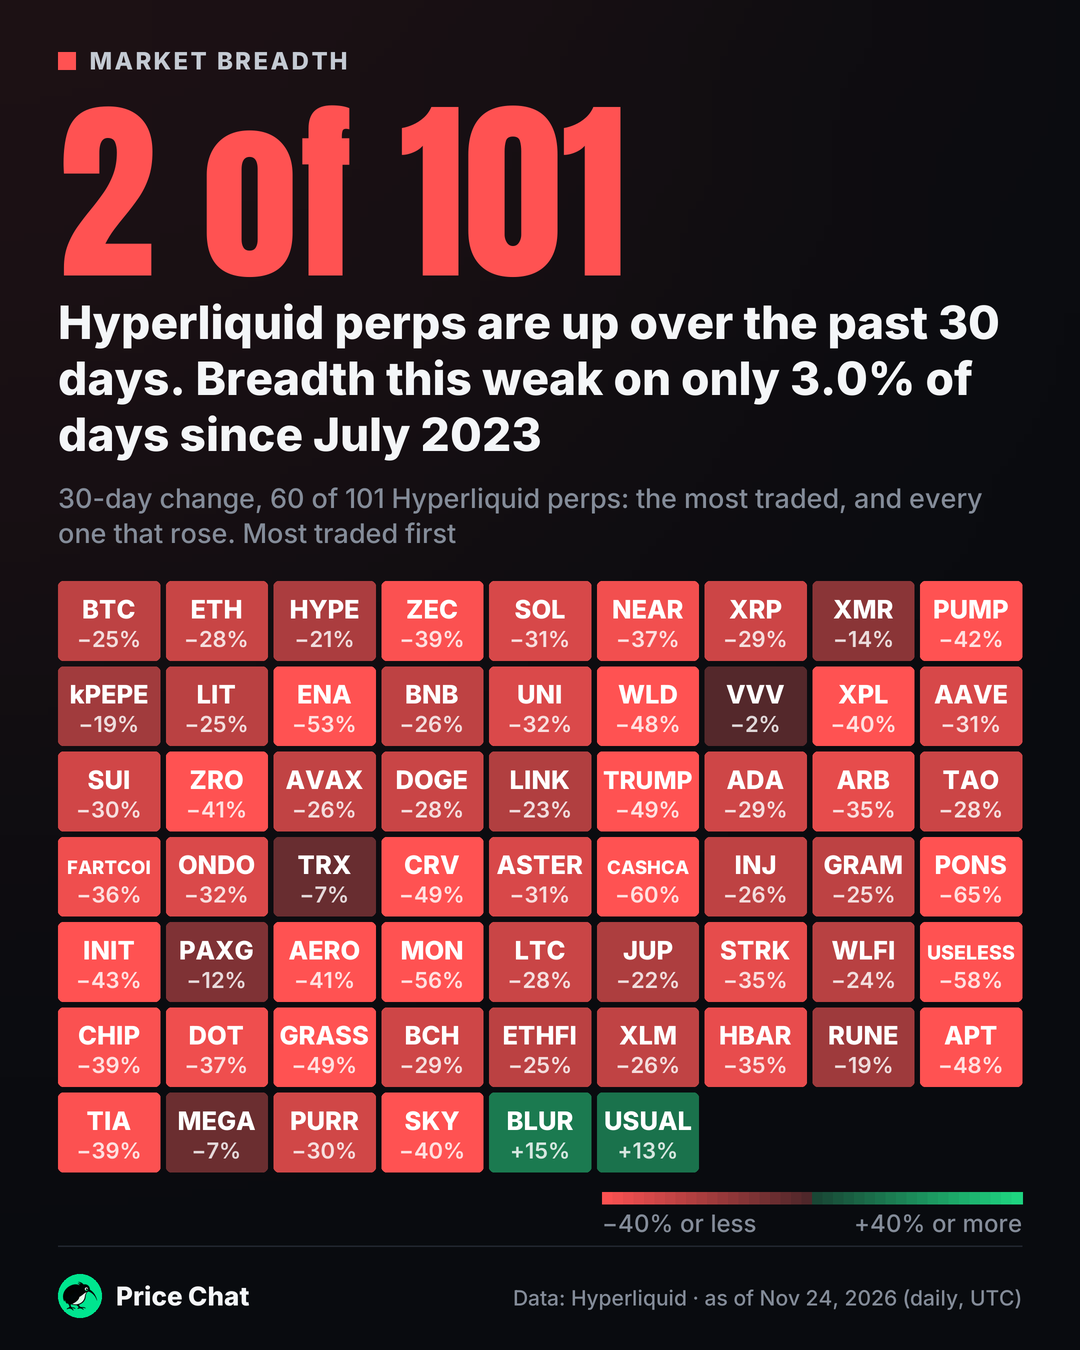 MARKET BREADTH
2 of 101
Hyperliquid perps are up over the past 30
days. Breadth this weak on only 3.0% of
days since July 2023
30-day change, 60 of 101 Hyperliquid perps: the most traded, and every
one that rose. Most traded first
BTC ETH HYPE ZEC SOL NEAR XRP XMR PUMP
−25% −28% −21% −39% −31% −37% −29% −14% −42%
kPEPE LIT ENA BNB UNI WLD VVV XPL AAVE
−19% −25% −53% −26% −32% −48% −2% −40% −31%
SUI ZRO AVAX DOGE LINK TRUMP ADA ARB TAO
−30% −41% −26% −28% −23% −49% −29% −35% −28%
FARTCOI ONDO TRX CRV ASTER CASHCA INJ GRAM PONS
−36% −32% −7% −49% −31% −60% −26% −25% −65%
INIT PAXG AERO MON LTC JUP STRK WLFI USELESS
−43% −12% −41% −56% −28% −22% −35% −24% −58%
CHIP DOT GRASS BCH ETHFI XLM HBAR RUNE APT
−39% −37% −49% −29% −25% −26% −35% −19% −48%
TIA MEGA PURR SKY BLUR USUAL
−39% −7% −30% −40% +15% +13%
−40% or less +40% or more
Price Chat Data: Hyperliquid · as of Nov 24, 2026 (daily, UTC)